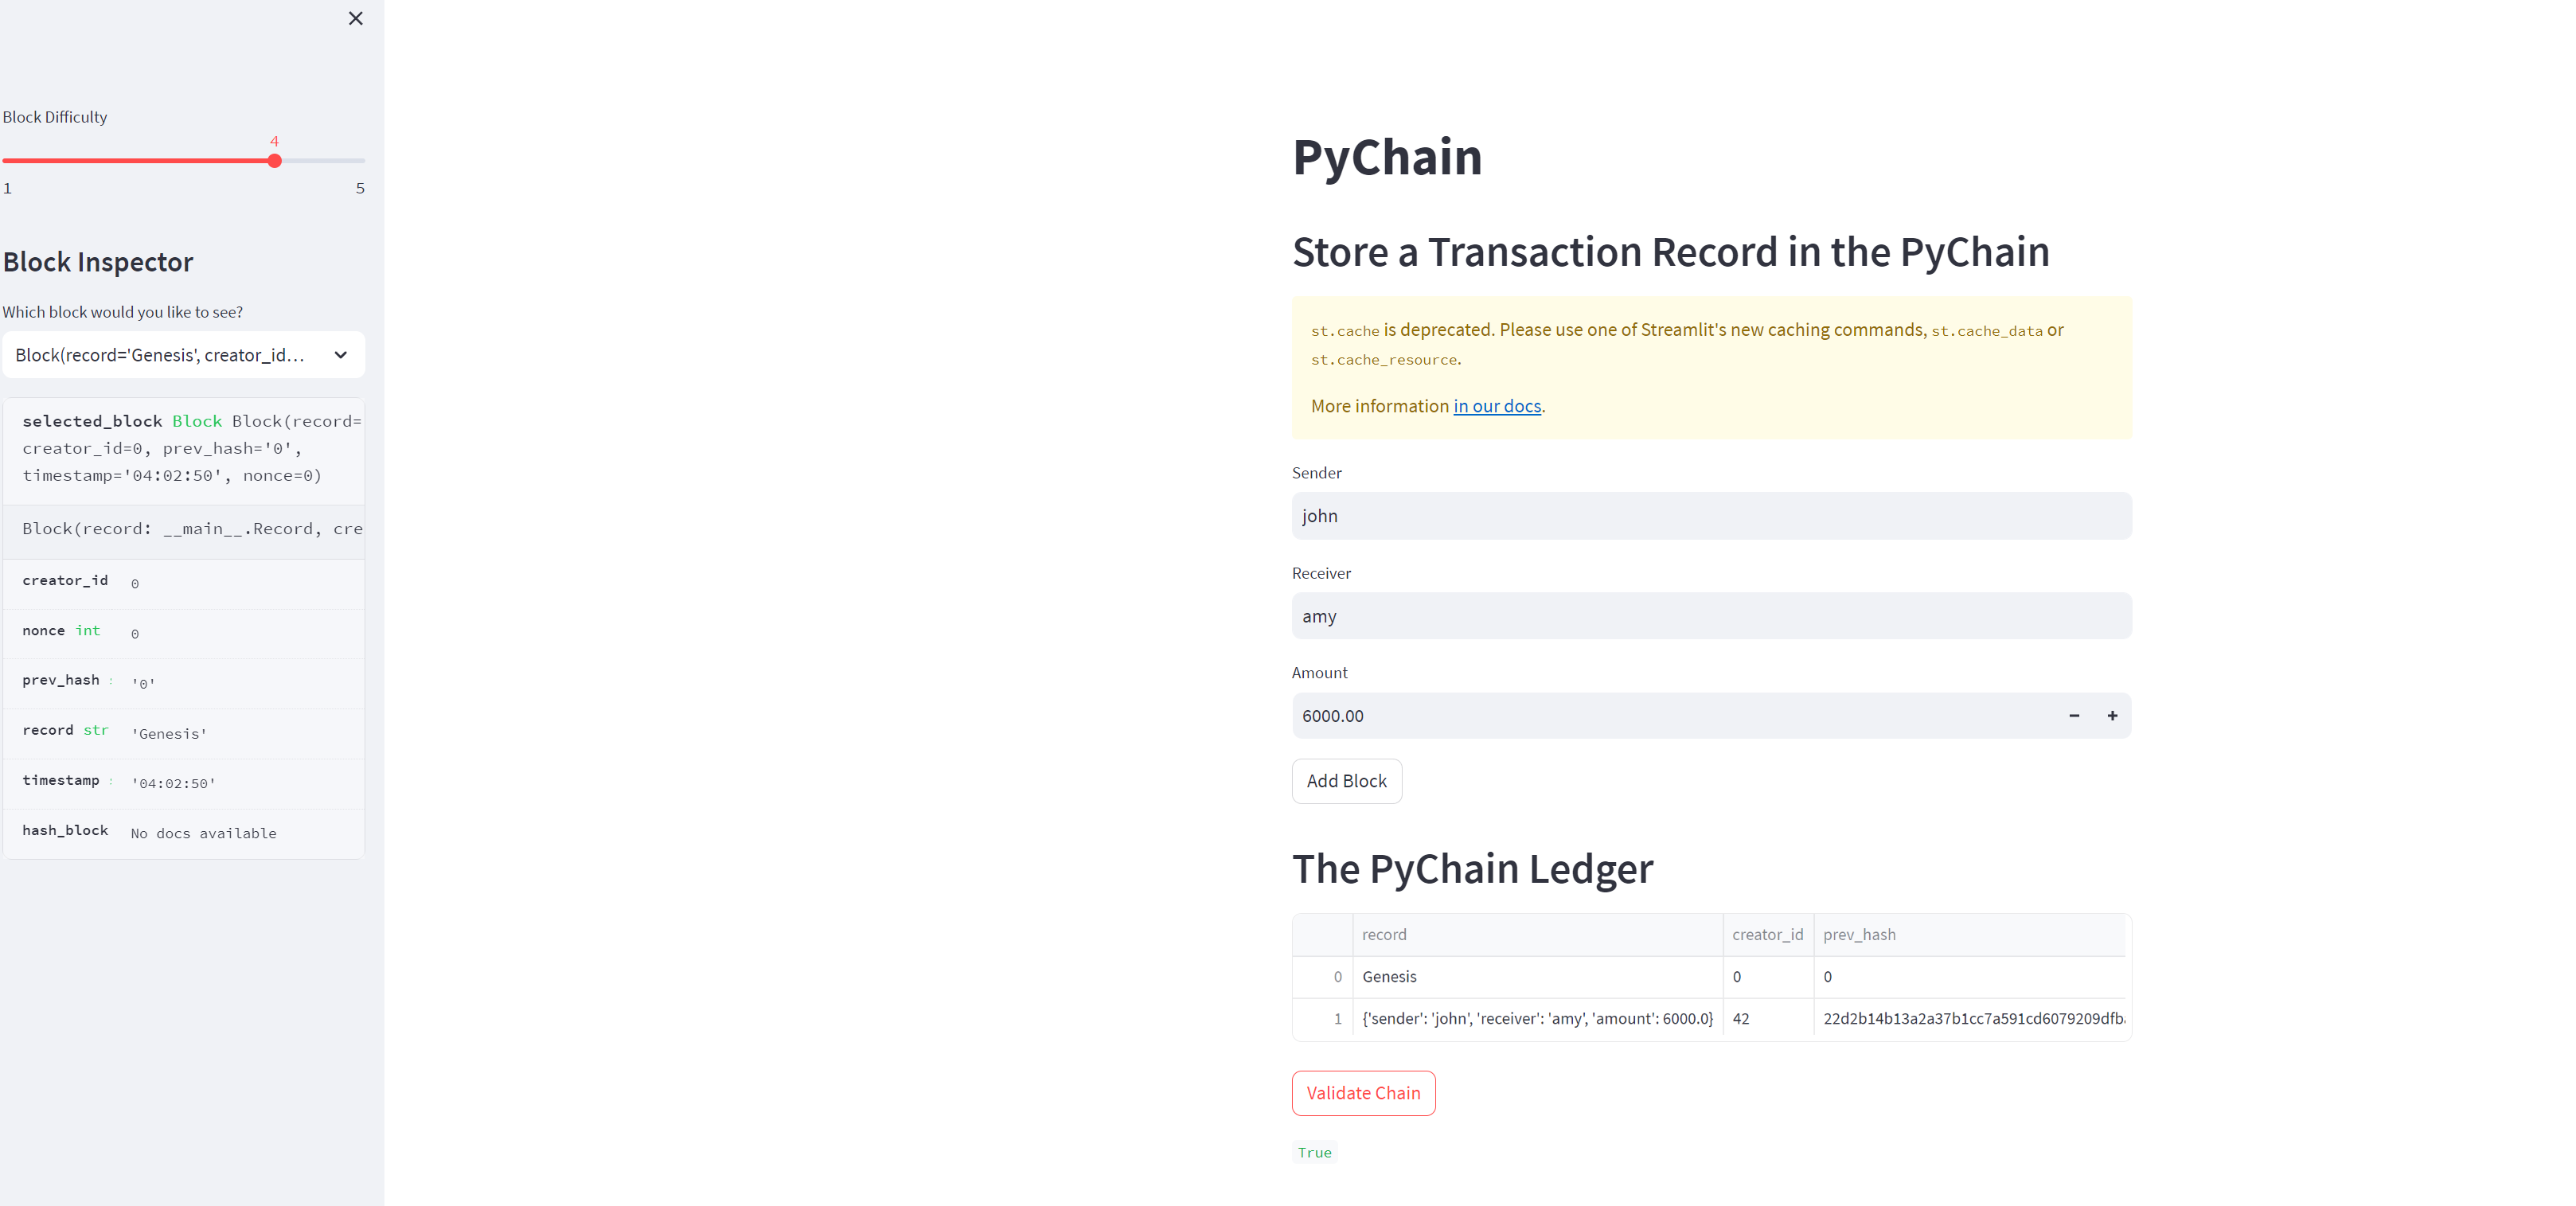 Block Difficulty
4
1 5
Block Inspector
Which block would you like to see?
Block(record='Genesis', creator_id…
selected_block Block Block(record=
creator_id=0, prev_hash='0',
timestamp='04:02:50', nonce=0)
Block(record: __main__.Record, cre
creator_id 0
nonce int 0
prev_hash '0'
record str 'Genesis'
timestamp '04:02:50'
hash_block No docs available
PyChain
Store a Transaction Record in the PyChain
st.cache is deprecated. Please use one of Streamlit's new caching commands, st.cache_data or
st.cache_resource.
More information in our docs.
Sender
john
Receiver
amy
Amount
6000.00
Add Block
The PyChain Ledger
record creator_id prev_hash
0 Genesis 0 0
1 {'sender': 'john', 'receiver': 'amy', 'amount': 6000.0} 42 22d2b14b13a2a37b1cc7a591cd6079209dfb
Validate Chain
True